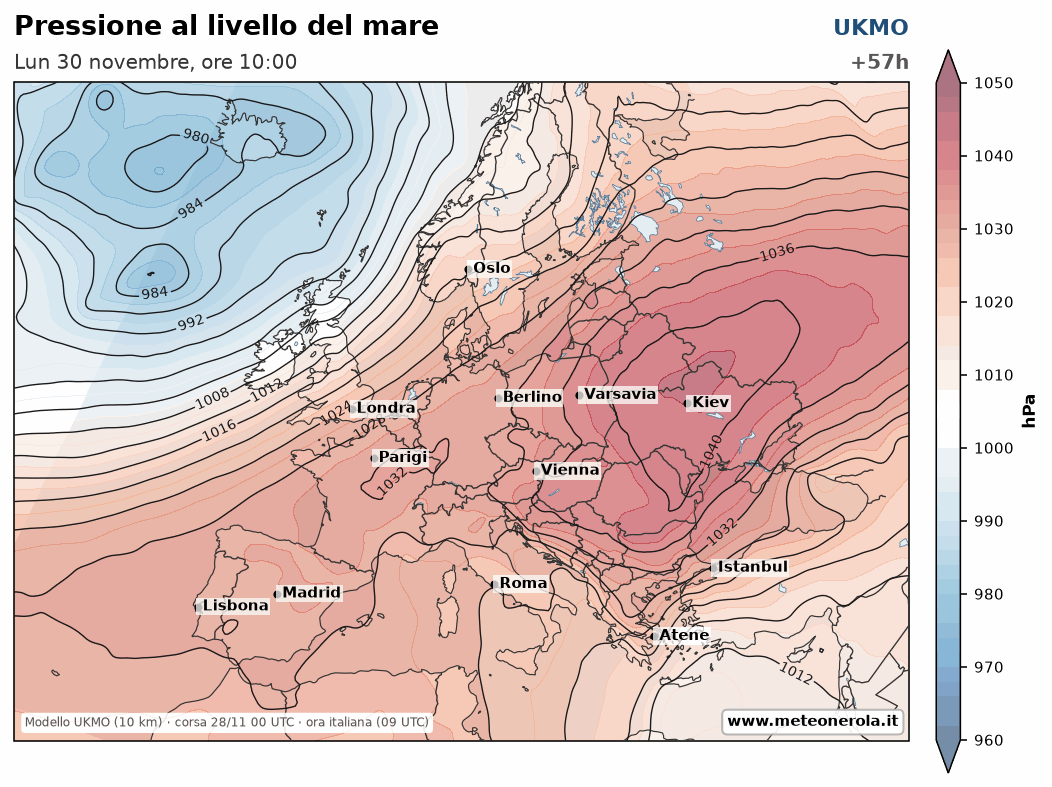 Pressione al livello del mare
UKMO
Lun 30 novembre, ore 10:00
+57h
980
984
984
992
1008
1012
1016
1024
1028
1032
1036
1040
1032
1012
Oslo
Londra
Parigi
Berlino
Varsavia
Kiev
Vienna
Madrid
Lisbona
Roma
Istanbul
Atene
Modello UKMO (10 km) · corsa 28/11 00 UTC · ora italiana (09 UTC)
www.meteonerola.it
1050
1040
1030
1020
1010
1000
990
980
970
960
hPa